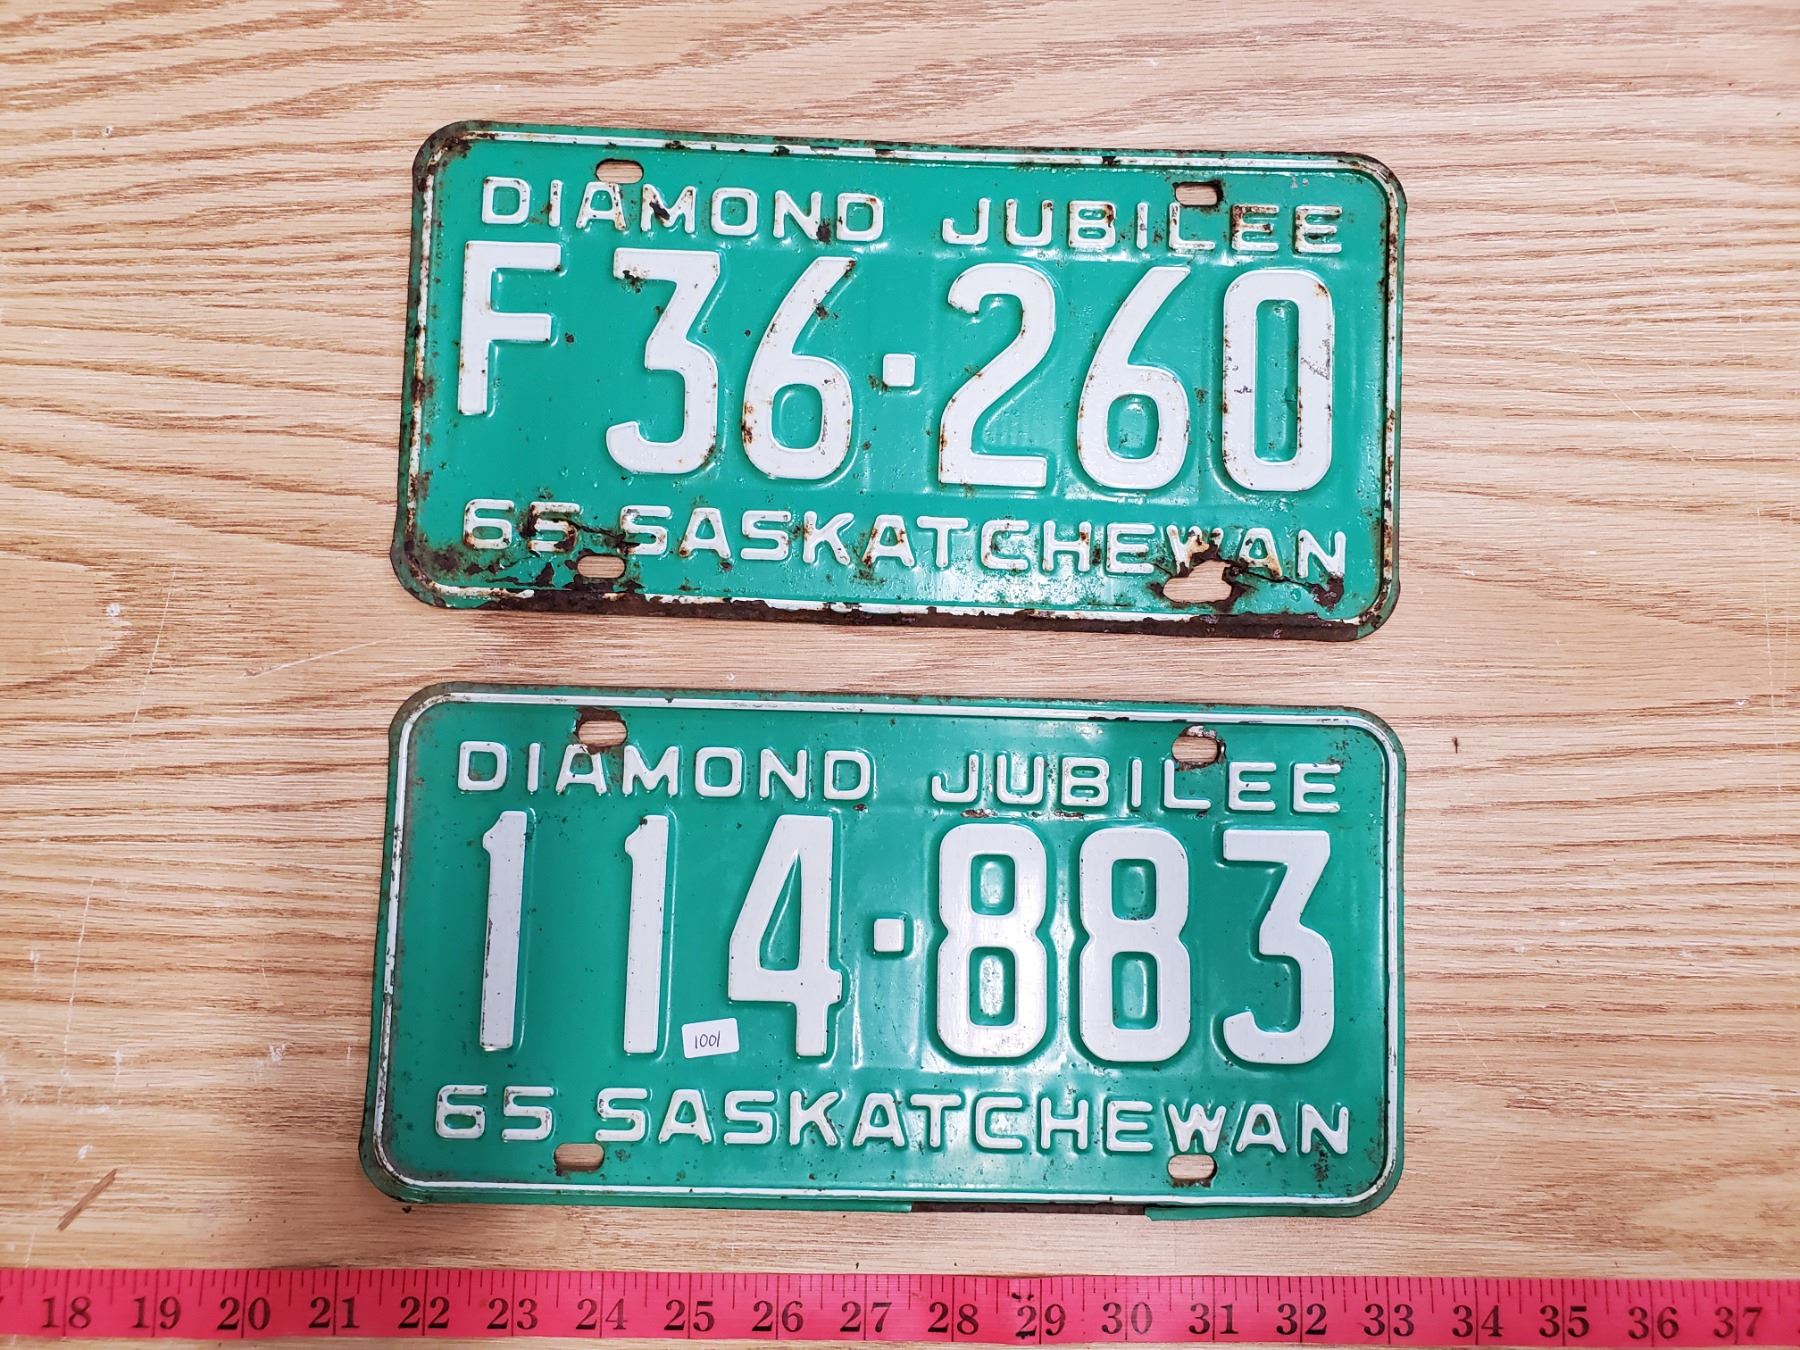 DIAMOND JUBILEE
F36·260
65 SASKATCHEWAN
DIAMOND JUBILEE
114·883
1001
65 SASKATCHEWAN
18 19 20 21 22 23 24 25 26 27 28 29 30 31 32 33 34 35 36 37